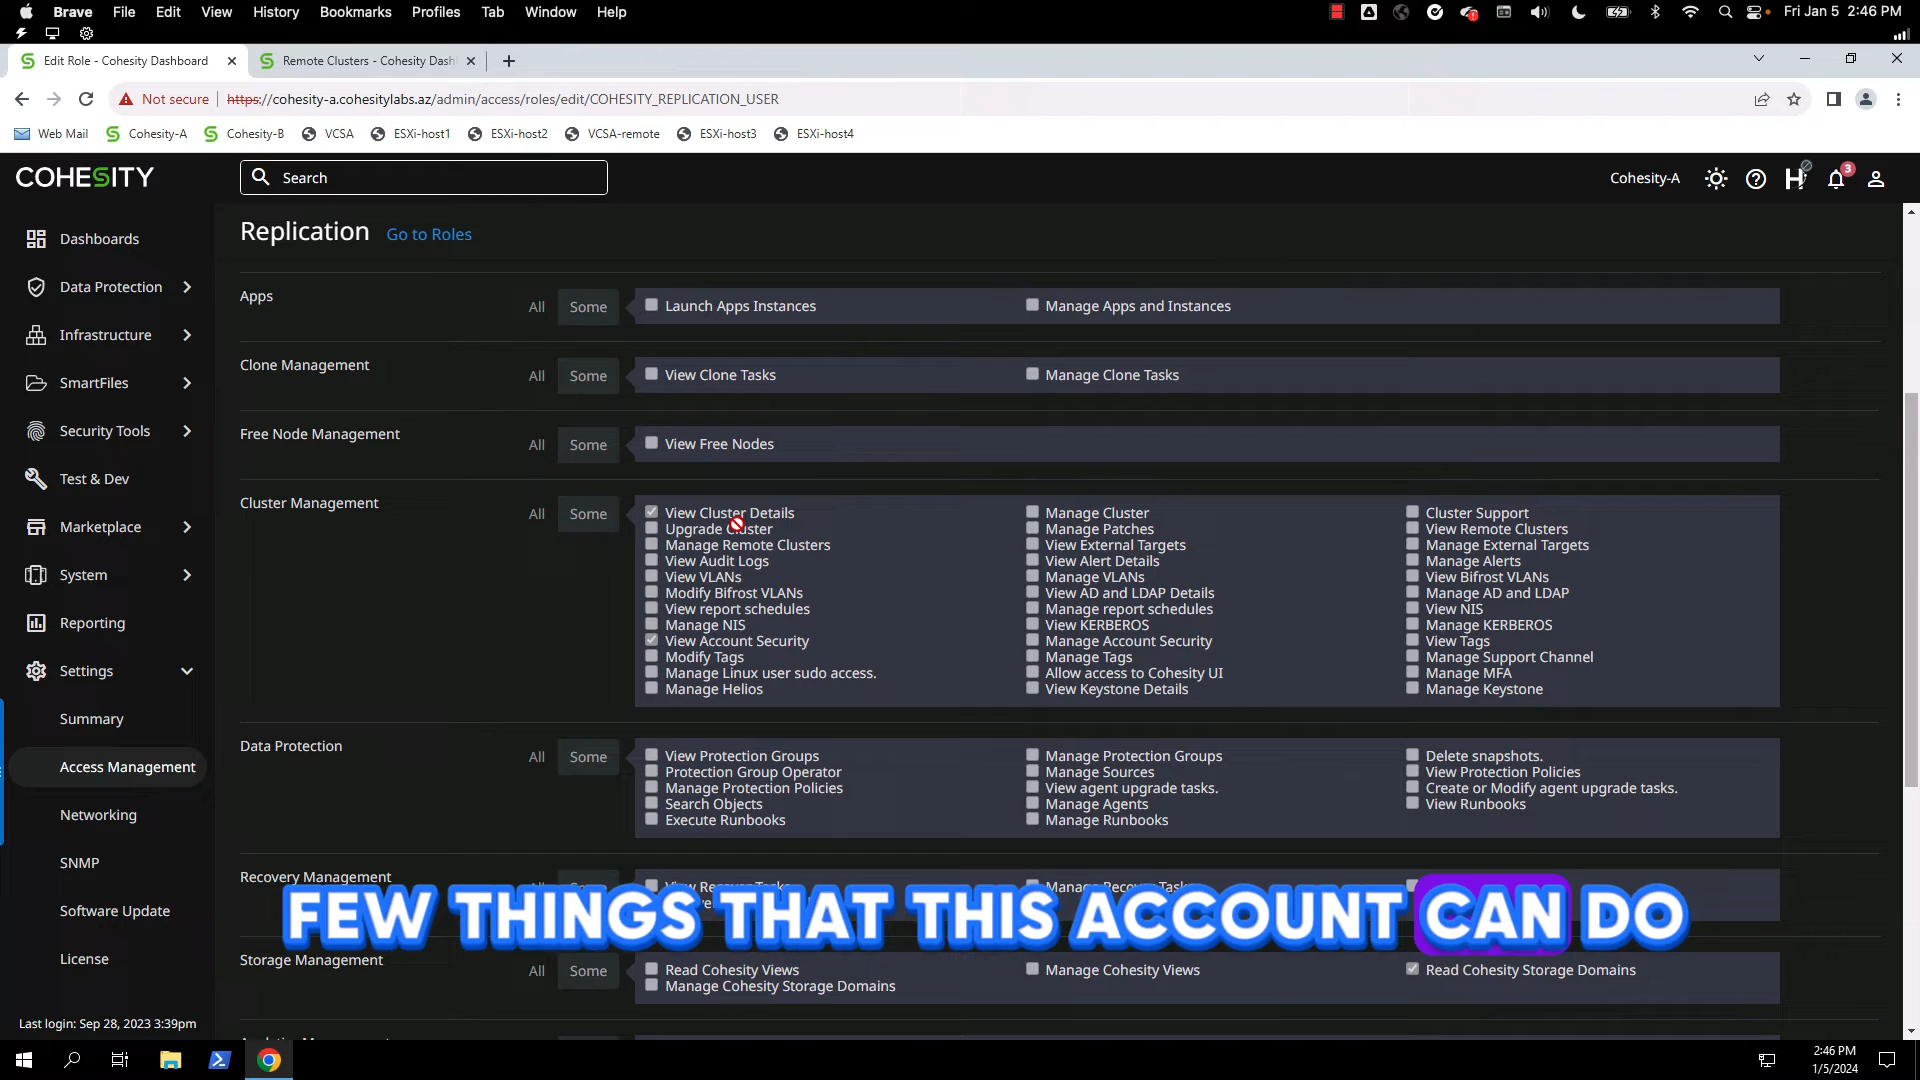 Brave File Edit View History Bookmarks Profiles Tab Window Help Fri Jan 5 2:46 PM
Edit Role - Cohesity Dashboard Remote Clusters - Cohesity Dash
Not secure https://cohesity-a.cohesitylabs.az/admin/access/roles/edit/COHESITY_REPLICATION_USER
Web Mail Cohesity-A Cohesity-B VCSA ESXi-host1 ESXi-host2 VCSA-remote ESXi-host3 ESXi-host4
COHESITY Search Cohesity-A 3
Replication Go to Roles
Dashboards
Data Protection
Infrastructure
SmartFiles
Security Tools
Test & Dev
Marketplace
System
Reporting
Settings
Summary
Access Management
Networking
SNMP
Software Update
License
Last login: Sep 28, 2023 3:39pm
Apps All Some Launch Apps Instances Manage Apps and Instances
Clone Management All Some View Clone Tasks Manage Clone Tasks
Free Node Management All Some View Free Nodes
Cluster Management All Some View Cluster Details Manage Cluster Cluster Support
Upgrade Cluster Manage Patches View Remote Clusters
Manage Remote Clusters View External Targets Manage External Targets
View Audit Logs View Alert Details Manage Alerts
View VLANs Manage VLANs View Bifrost VLANs
Modify Bifrost VLANs View AD and LDAP Details Manage AD and LDAP
View report schedules Manage report schedules View NIS
Manage NIS View KERBEROS Manage KERBEROS
View Account Security Manage Account Security View Tags
Modify Tags Manage Tags Manage Support Channel
Manage Linux user sudo access. Allow access to Cohesity UI Manage MFA
Manage Helios View Keystone Details Manage Keystone
Data Protection All Some View Protection Groups Manage Protection Groups Delete snapshots.
Protection Group Operator Manage Sources View Protection Policies
Manage Protection Policies View agent upgrade tasks. Create or Modify agent upgrade tasks.
Search Objects Manage Agents View Runbooks
Execute Runbooks Manage Runbooks
Recovery Management
FEW THINGS THAT THIS ACCOUNT CAN DO
Storage Management All Some Read Cohesity Views Manage Cohesity Views Read Cohesity Storage Domains
Manage Cohesity Storage Domains
2:46 PM
1/5/2024